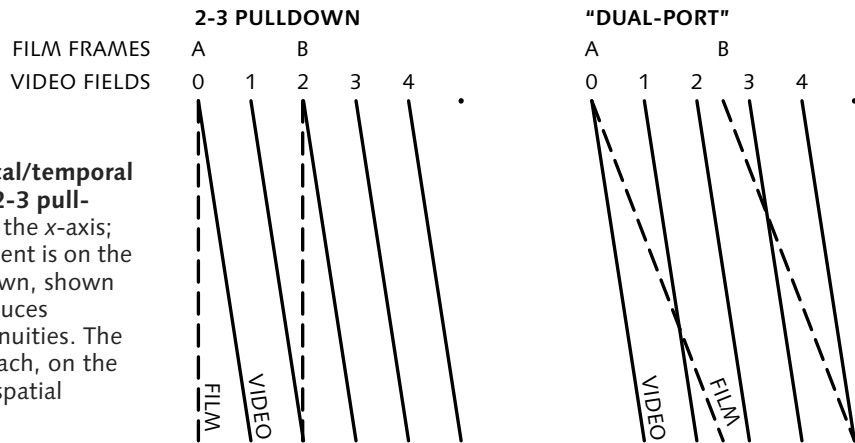 2-3 PULLDOWN
“DUAL-PORT”
FILM FRAMES A B A B
VIDEO FIELDS 0 1 2 3 4 0 1 2 3 4
cal/temporal
2-3 pull-
the x-axis;
ent is on the
wn, shown
uces
nuities. The
ach, on the
spatial
FILM
VIDEO
VIDEO
FILM